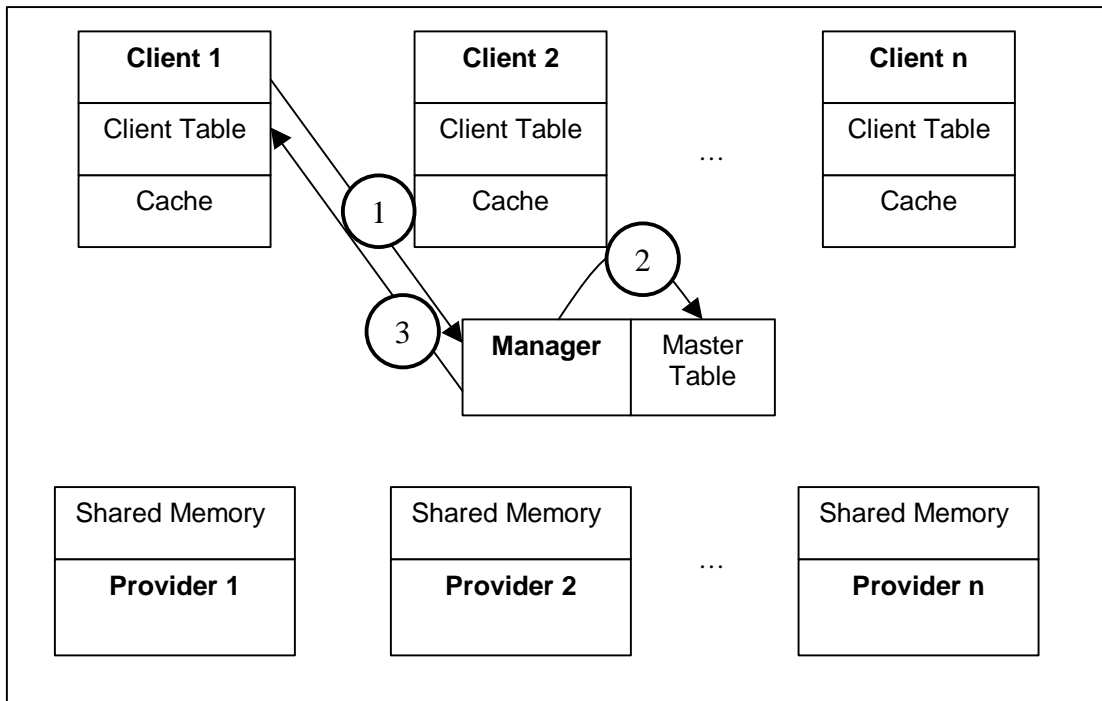 Client 1
Client Table
Cache
Client 2
Client Table
Cache
…
Client n
Client Table
Cache
1
2
3
Manager
Master
Table
Shared Memory
Provider 1
Shared Memory
Provider 2
…
Shared Memory
Provider n